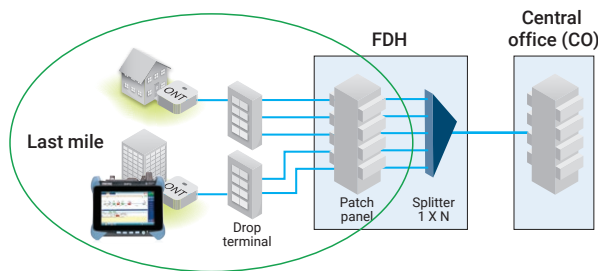 Central
office (CO)
FDH
ONT
Last mile
ONT
Drop
terminal
Patch
panel
Splitter
1 X N